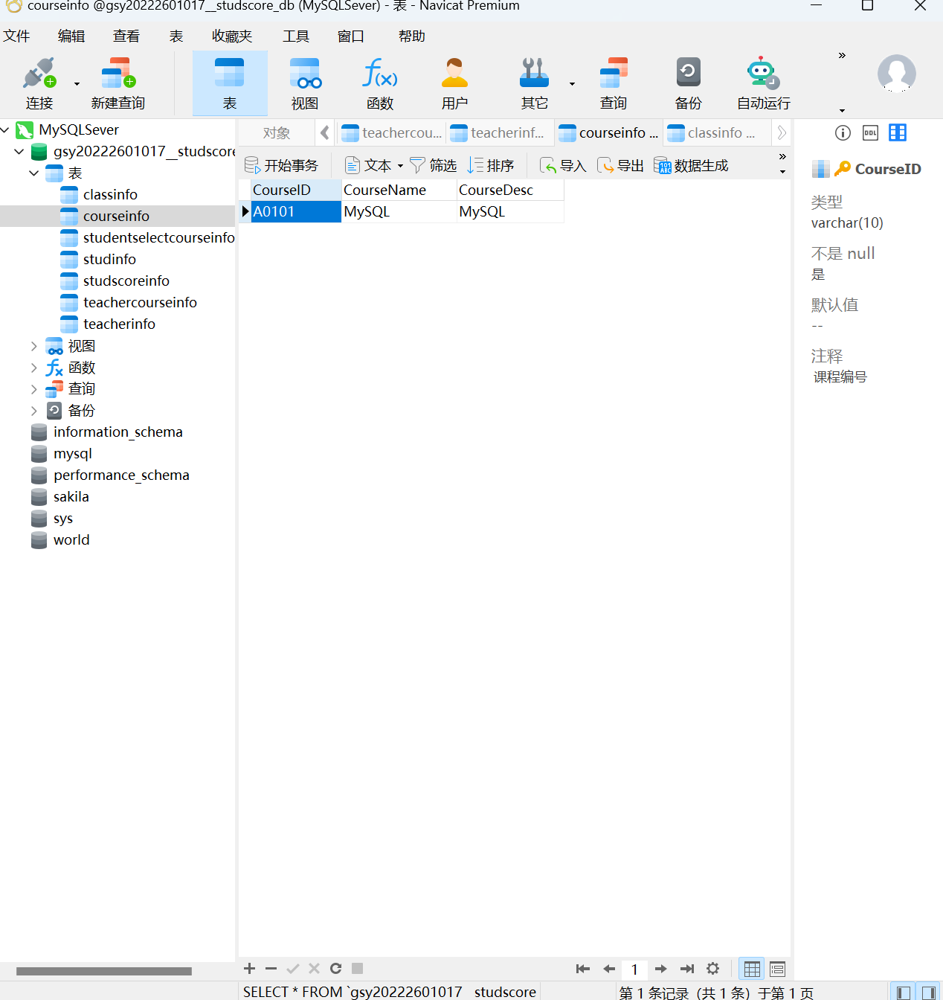 courseinfo @gsy20222601017__studscore_db (MySQLSever) - 表 - Navicat Premium
文件 编辑 查看 表 收藏夹 工具 窗口 帮助
连接 新建查询 表 视图 函数 用户 其它 查询 备份 自动运行
MySQLSever
gsy20222601017__studscore
表
classinfo
courseinfo
studentselectcourseinfo
studinfo
studscoreinfo
teachercourseinfo
teacherinfo
视图
函数
查询
备份
information_schema
mysql
performance_schema
sakila
sys
world
对象 teachercou... teacherinf... courseinfo ... classinfo ...
开始事务 文本 筛选 排序 导入 导出 数据生成
CourseID CourseName CourseDesc
A0101 MySQL MySQL
DDL
CourseID
类型
varchar(10)
不是 null
是
默认值
--
注释
课程编号
1
SELECT * FROM `gsy20222601017__studscore 第 1 条记录 (共 1 条) 于第 1 页